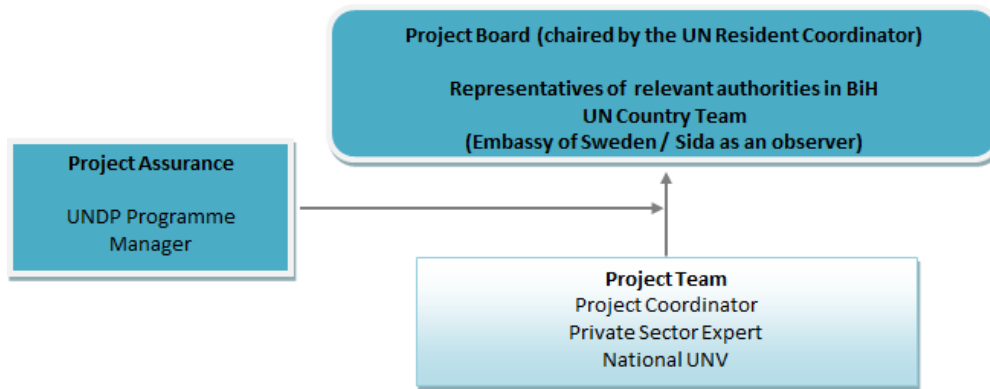 Project Board (chaired by the UN Resident Coordinator)
Representatives of relevant authorities in BiH
UN Country Team
(Embassy of Sweden / Sida as an observer)
Project Assurance
UNDP Programme
Manager
Project Team
Project Coordinator
Private Sector Expert
National UNV